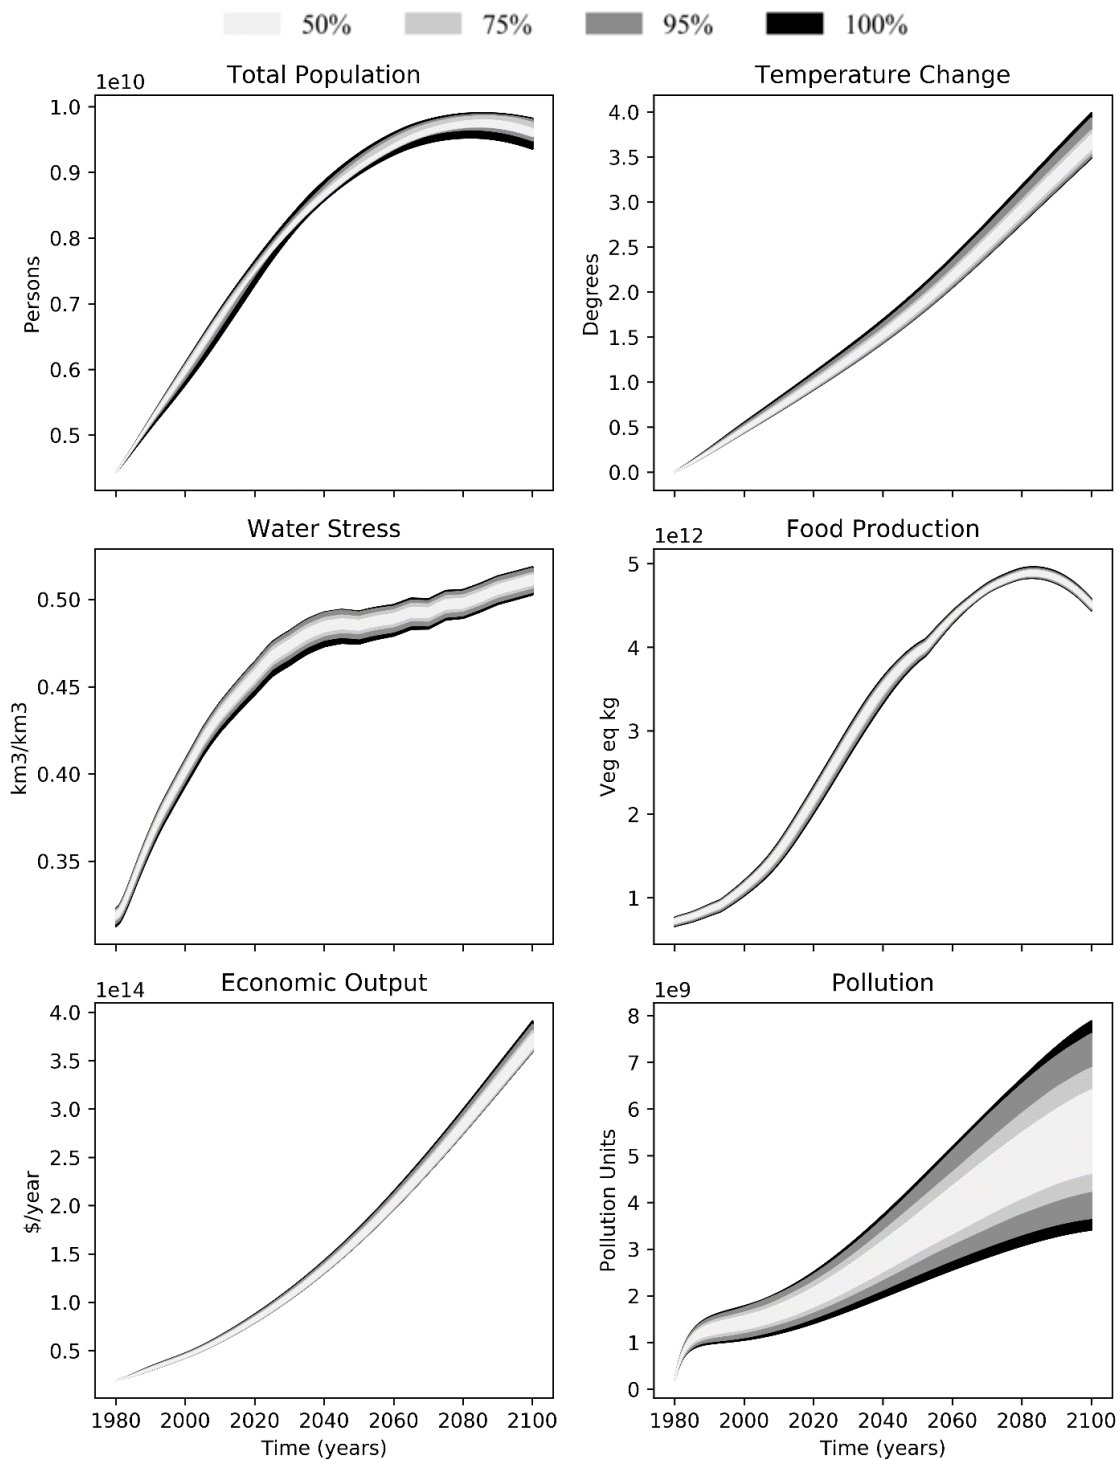 50% 75% 95% 100%
Total Population
1e10
Persons
1.0
0.9
0.8
0.7
0.6
0.5
Temperature Change
Degrees
4.0
3.5
3.0
2.5
2.0
1.5
1.0
0.5
0.0
Water Stress
km3/km3
0.50
0.45
0.40
0.35
Food Production
1e12
Veg eq kg
5
4
3
2
1
Economic Output
1e14
$/year
4.0
3.5
3.0
2.5
2.0
1.5
1.0
0.5
1980 2000 2020 2040 2060 2080 2100
Time (years)
Pollution
1e9
Pollution Units
8
7
6
5
4
3
2
1
0
1980 2000 2020 2040 2060 2080 2100
Time (years)